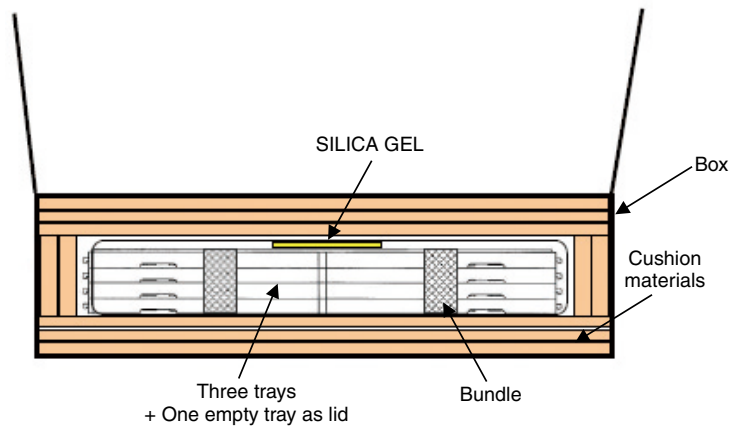 SILICA GEL
Box
Cushion
materials
Three trays
+ One empty tray as lid
Bundle